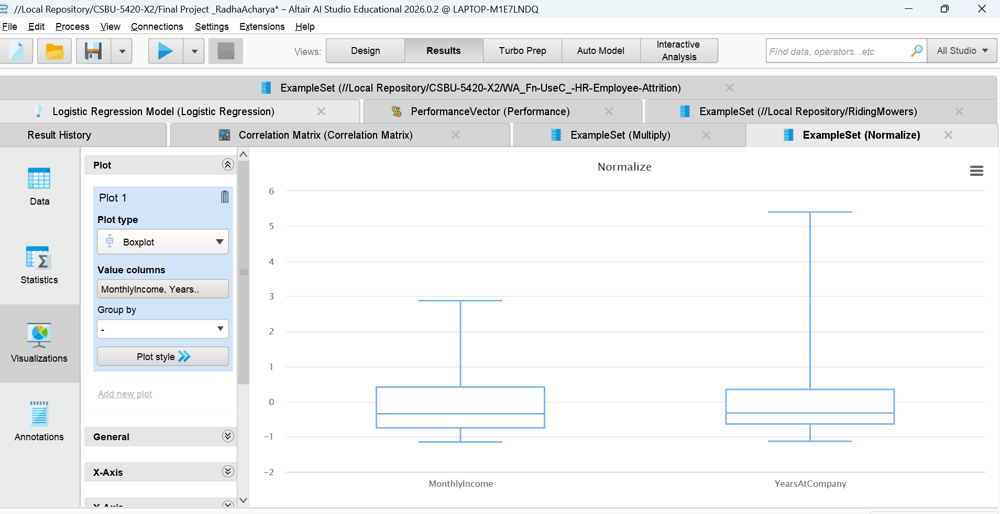 //Local Repository/CSBU-5420-X2/Final Project _RadhaAcharya* – Altair AI Studio Educational 2026.0.2 @ LAPTOP-M1E7LNDQ
File Edit Process View Connections Settings Extensions Help
Views: Design Results Turbo Prep Auto Model Interactive Analysis Find data, operators...etc All Studio
ExampleSet (//Local Repository/CSBU-5420-X2/WA_Fn-UseC_-HR-Employee-Attrition)
Logistic Regression Model (Logistic Regression) % PerformanceVector (Performance) ExampleSet (//Local Repository/RidingMowers)
Result History Correlation Matrix (Correlation Matrix) ExampleSet (Multiply) ExampleSet (Normalize)
Data
Statistics
Visualizations
Annotations
Plot
Plot 1
Plot type
Boxplot
Value columns
MonthlyIncome, Years..
Group by
-
Plot style
Add new plot
General
X-Axis
Y-Axis
Normalize
6
5
4
3
2
1
0
-1
-2
MonthlyIncome YearsAtCompany